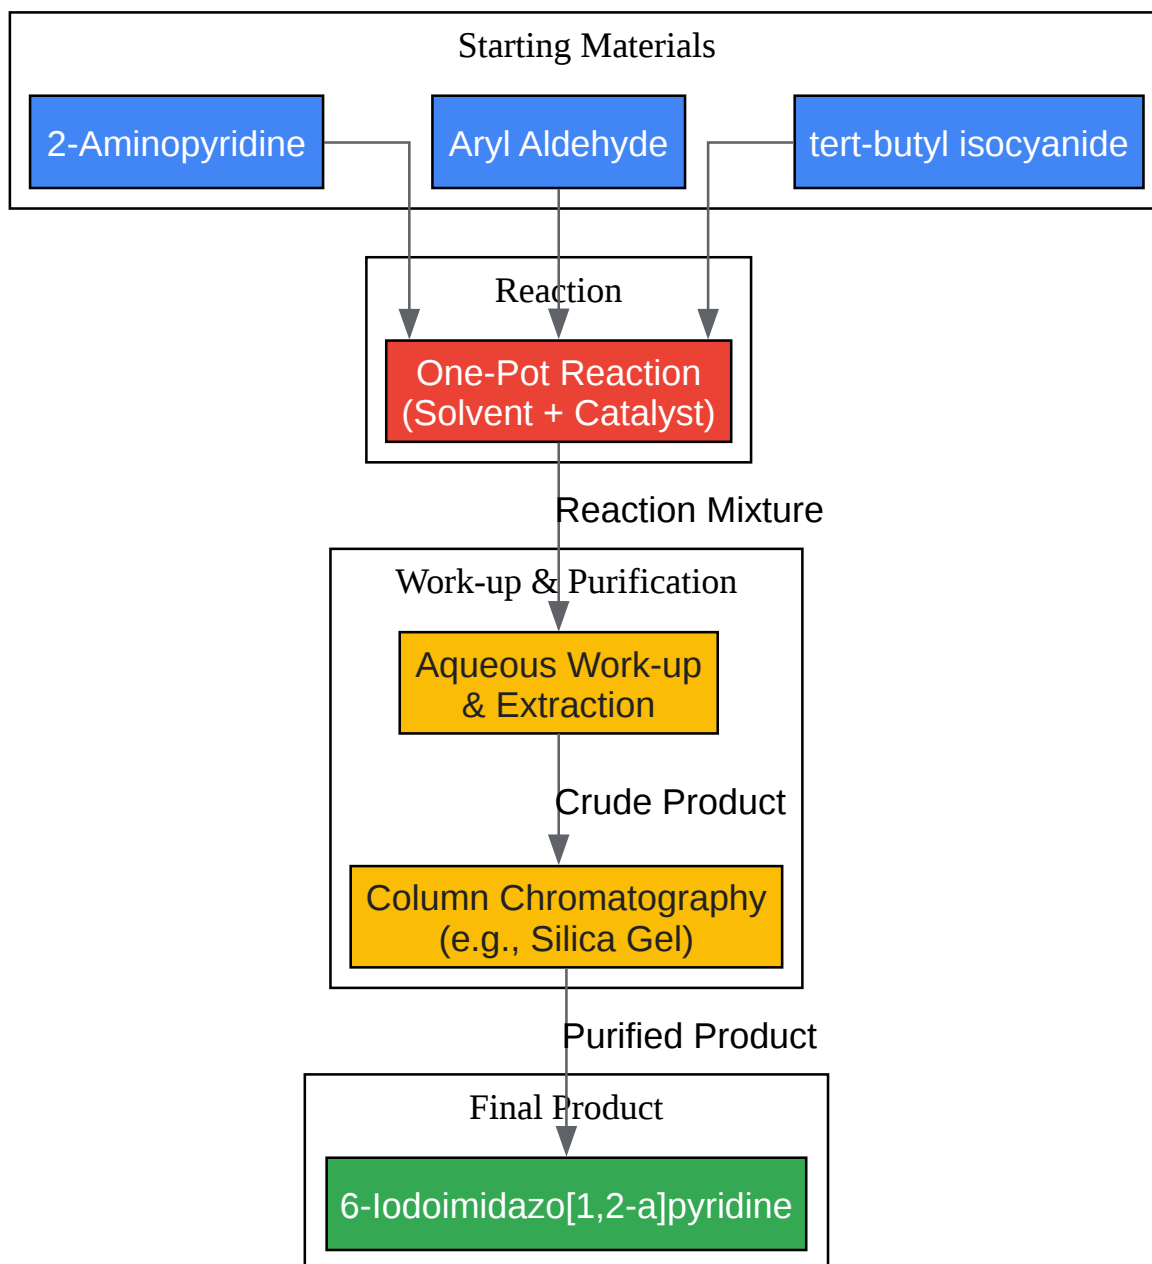 Starting Materials
2-Aminopyridine
Aryl Aldehyde
tert-butyl isocyanide
Reaction
One-Pot Reaction
(Solvent + Catalyst)
Reaction Mixture
Work-up & Purification
Aqueous Work-up
& Extraction
Crude Product
Column Chromatography
(e.g., Silica Gel)
Purified Product
Final Product
6-Iodoimidazo[1,2-a]pyridine